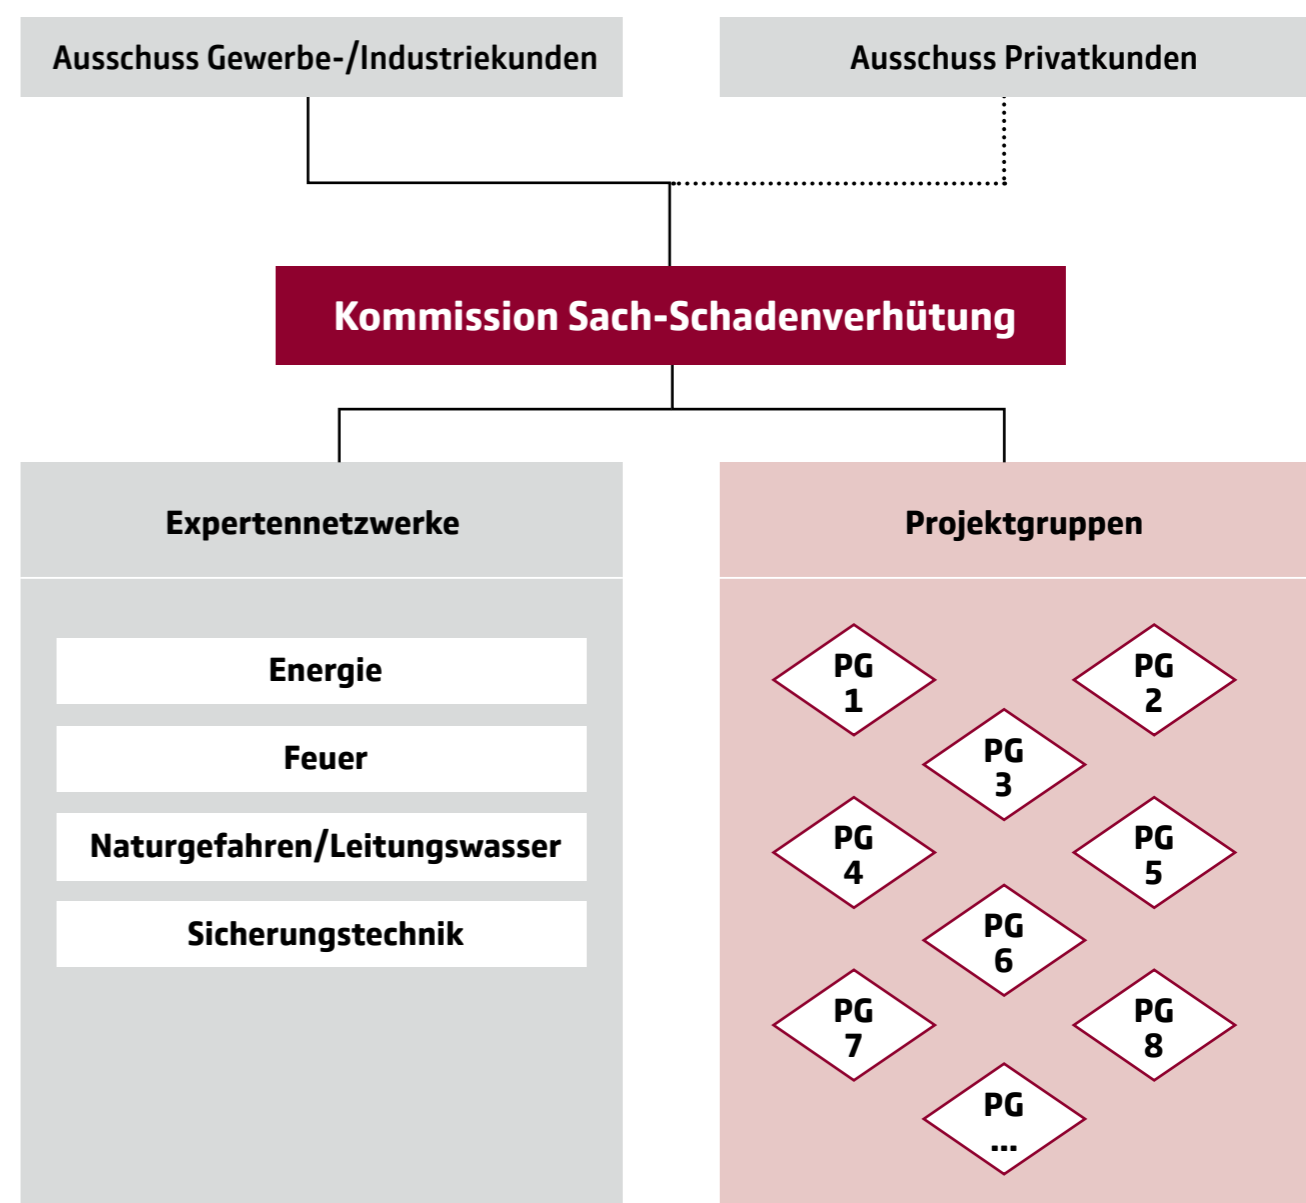 Ausschuss Gewerbe-/Industriekunden
Ausschuss Privatkunden
Kommission Sach-Schadenverhütung
Expertennetzwerke
Energie
Feuer
Naturgefahren/Leitungswasser
Sicherungstechnik
Projektgruppen
PG
1
PG
2
PG
3
PG
4
PG
5
PG
6
PG
7
PG
8
PG
...